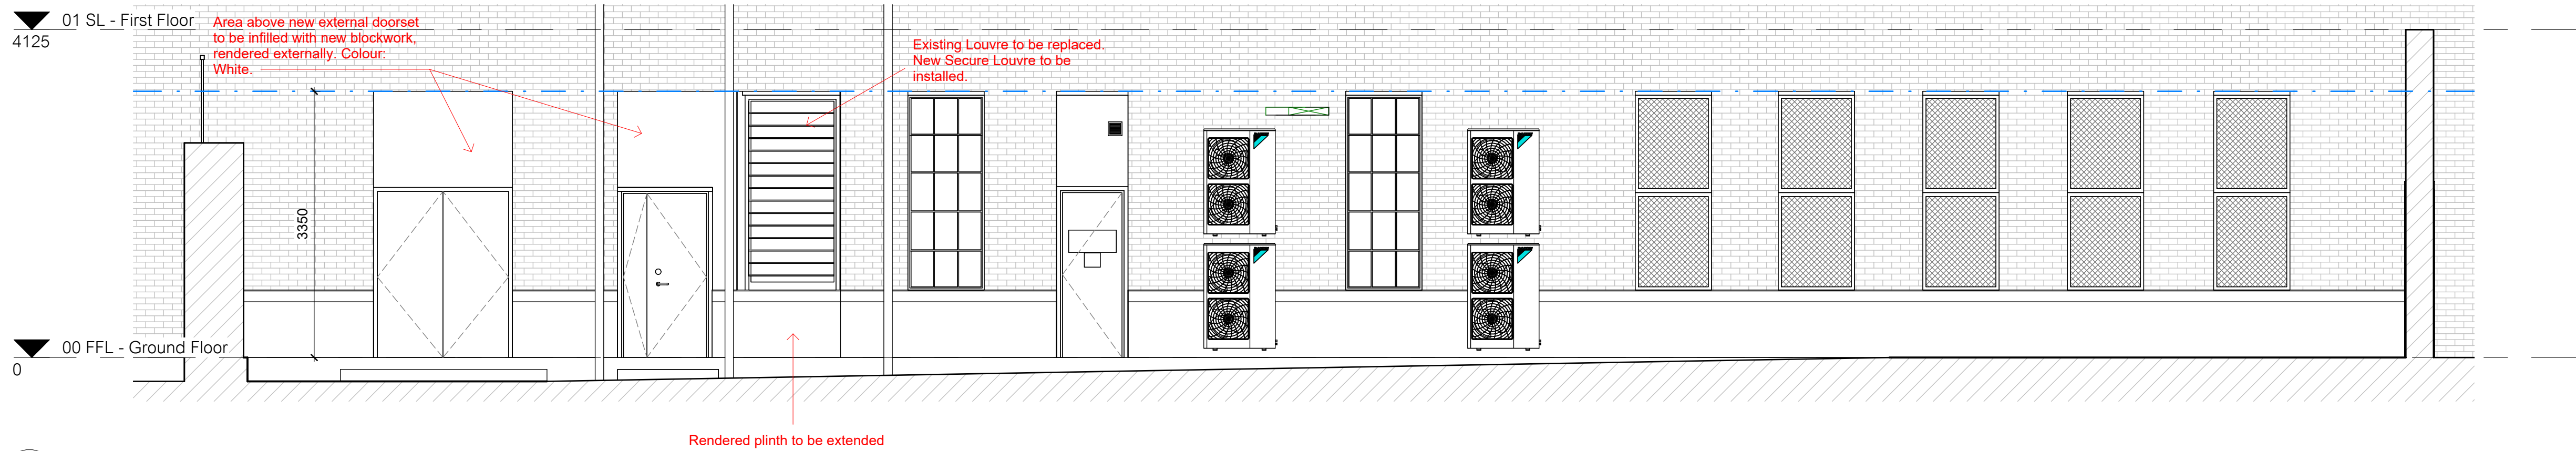 01 SL - First Floor
4125
Area above new external doorset
to be infilled with new blockwork,
rendered externally. Colour:
White.
Existing Louvre to be replaced.
New Secure Louvre to be
installed.
3350
00 FFL - Ground Floor
0
Rendered plinth to be extended